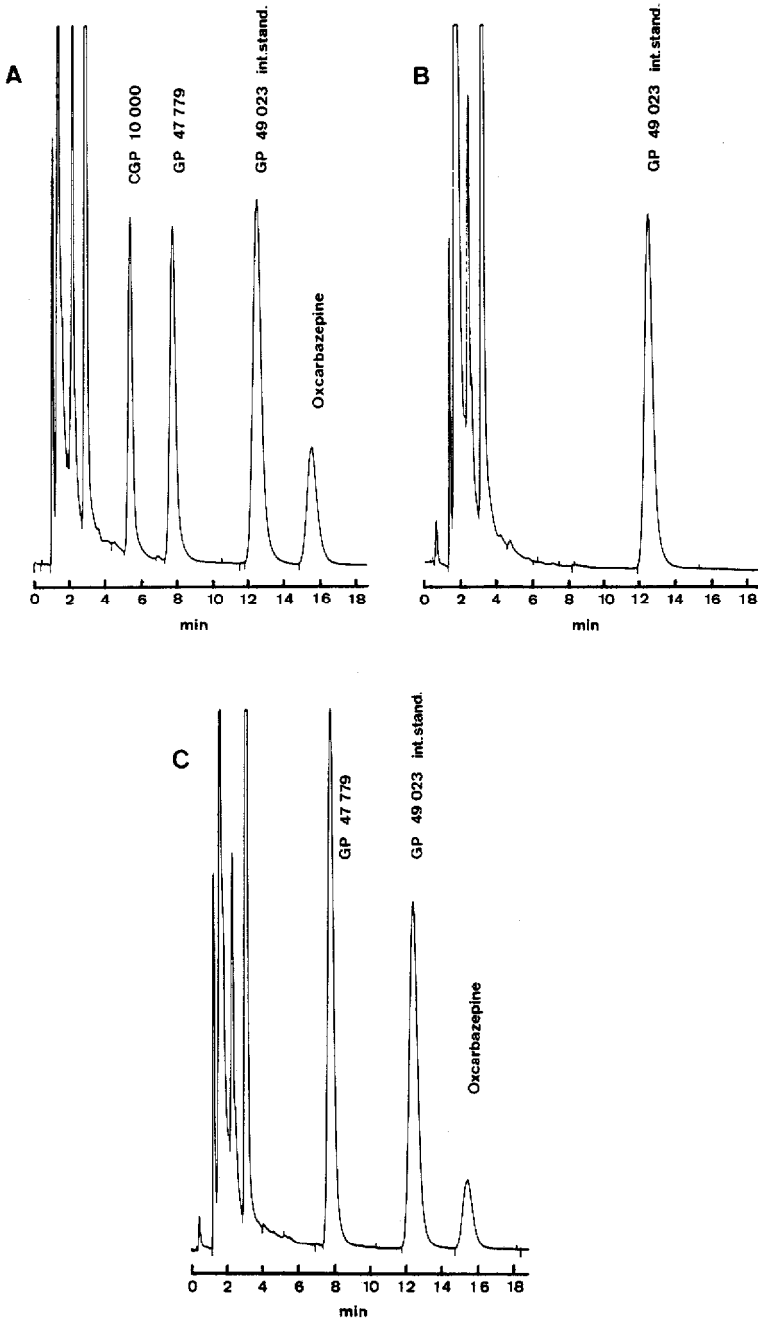 A
CGP 10 000
GP 47 779
GP 49 023 int.stand.
Oxcarbazepine
0 2 4 6 8 10 12 14 16 18
min
B
GP 49 023 int.stand.
0 2 4 6 8 10 12 14 16 18
min
C
GP 47 779
GP 49 023 int.stand.
Oxcarbazepine
0 2 4 6 8 10 12 14 16 18
min